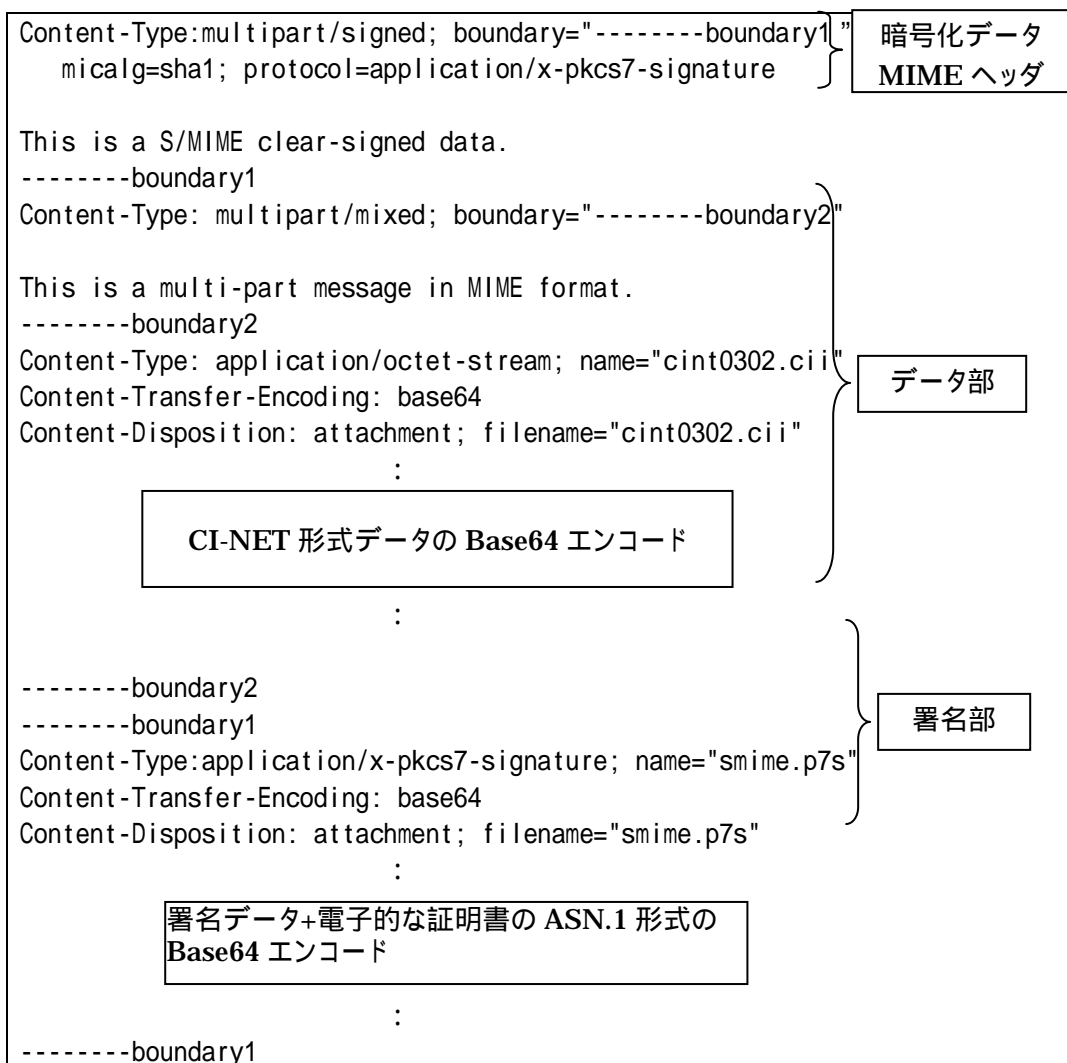 Content-Type:multipart/signed; boundary="--------boundary1 ”
micalg=sha1; protocol=application/x-pkcs7-signature
暗号化データ
MIME ヘッダ
This is a S/MIME clear-signed data.
--------boundary1
Content-Type: multipart/mixed; boundary="--------boundary2"
This is a multi-part message in MIME format.
--------boundary2
Content-Type: application/octet-stream; name="cint0302.cii"
Content-Transfer-Encoding: base64
Content-Disposition: attachment; filename="cint0302.cii"
データ部
:
CI-NET 形式データの Base64 エンコード
:
--------boundary2
--------boundary1
Content-Type:application/x-pkcs7-signature; name="smime.p7s"
Content-Transfer-Encoding: base64
Content-Disposition: attachment; filename="smime.p7s"
署名部
:
署名データ+電子的な証明書の ASN.1 形式の
Base64 エンコード
:
--------boundary1